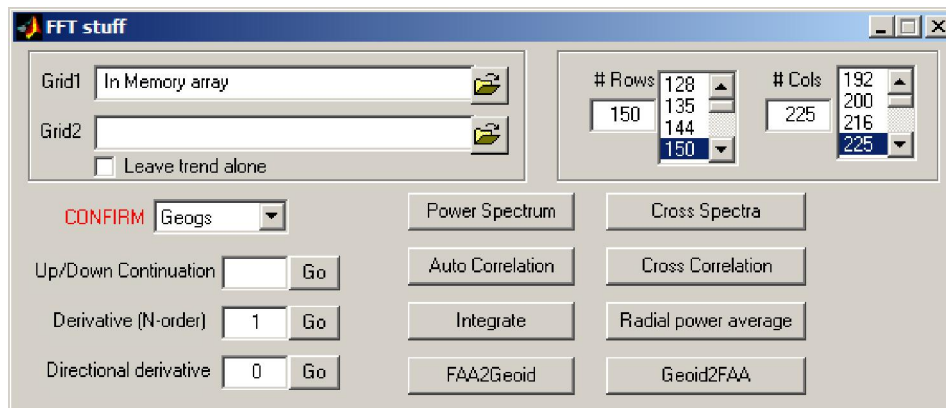 FFT stuff
Grid1 In Memory array
Grid2
Leave trend alone
# Rows
150
128
135
144
150
# Cols
225
192
200
216
225
CONFIRM Geogs
Up/Down Continuation Go
Derivative (N-order) 1 Go
Directional derivative 0 Go
Power Spectrum Cross Spectra
Auto Correlation Cross Correlation
Integrate Radial power average
FAA2Geoid Geoid2FAA